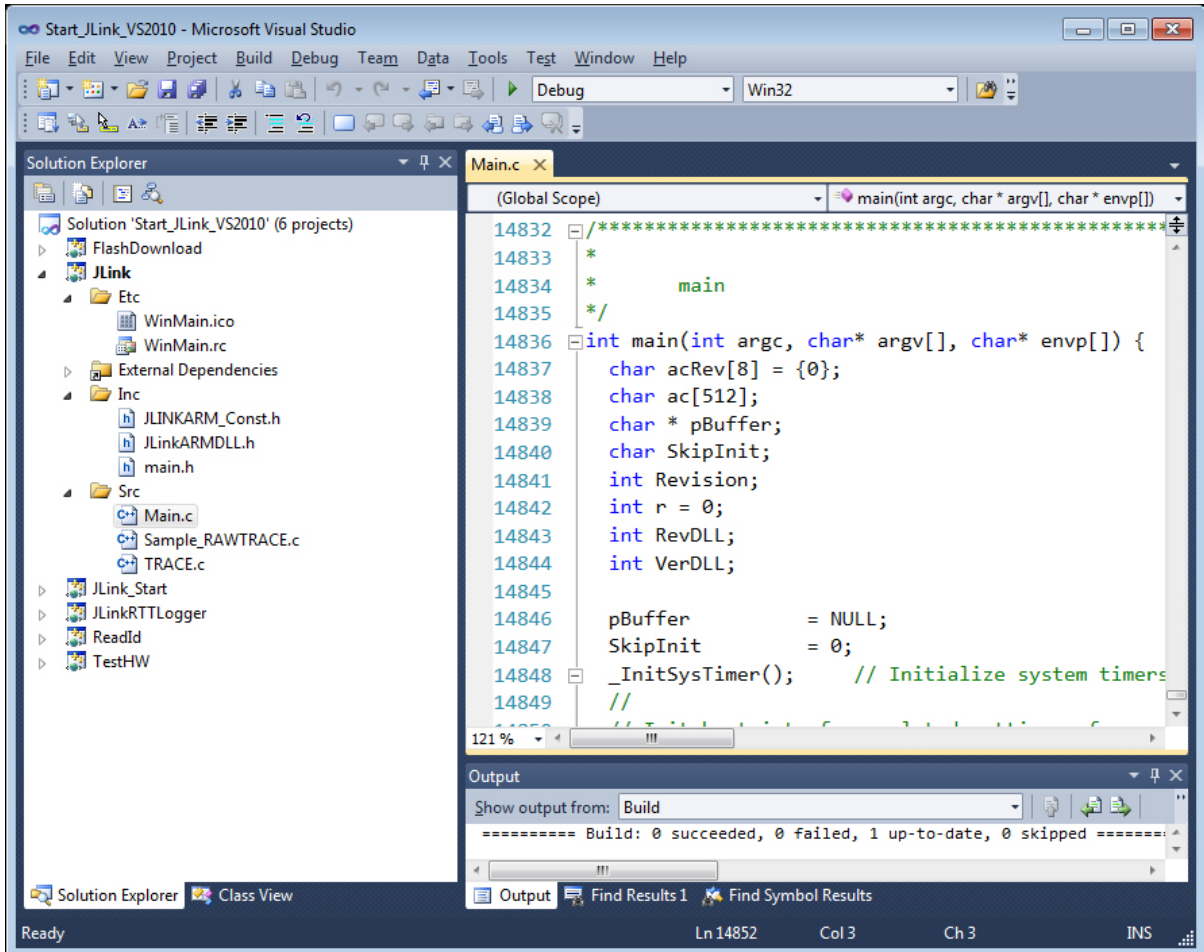 Start_JLink_VS2010 - Microsoft Visual Studio
File Edit View Project Build Debug Team Data Tools Test Window Help
Debug Win32
Solution Explorer
Solution 'Start_JLink_VS2010' (6 projects)
FlashDownload
JLink
Etc
WinMain.ico
WinMain.rc
External Dependencies
Inc
JLINKARM_Const.h
JLinkARMDLL.h
main.h
Src
Main.c
Sample_RAWTRACE.c
TRACE.c
JLink_Start
JLinkRTTLogger
ReadId
TestHW
Solution Explorer Class View
Main.c
(Global Scope) main(int argc, char * argv[], char * envp[])
14832 /*************************************************
14833 *
14834 *       main
14835 */
14836 int main(int argc, char* argv[], char* envp[]) {
14837   char acRev[8] = {0};
14838   char ac[512];
14839   char * pBuffer;
14840   char SkipInit;
14841   int Revision;
14842   int r = 0;
14843   int RevDLL;
14844   int VerDLL;
14845
14846   pBuffer          = NULL;
14847   SkipInit         = 0;
14848   _InitSysTimer();     // Initialize system timers
14849   //
121 %
Output
Show output from: Build
========== Build: 0 succeeded, 0 failed, 1 up-to-date, 0 skipped ========
Output Find Results 1 Find Symbol Results
Ready Ln 14852 Col 3 Ch 3 INS